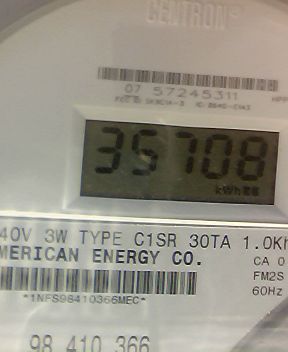 CENTRON®
07 57245311
35708
kWh
40V 3W TYPE C1SR 30TA 1.0Kh
MERICAN ENERGY CO.
CA 0
FM2S
60Hz
*1NFS98410366MEC*
98 410 366